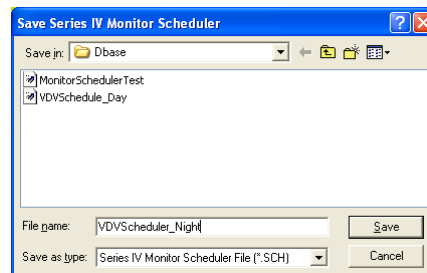 Save Series IV Monitor Scheduler
Save in: Dbase
MonitorSchedulerTest
VDVSchedule_Day
File name: VDVScheduler_Night Save
Save as type: Series IV Monitor Scheduler File (*.SCH) Cancel